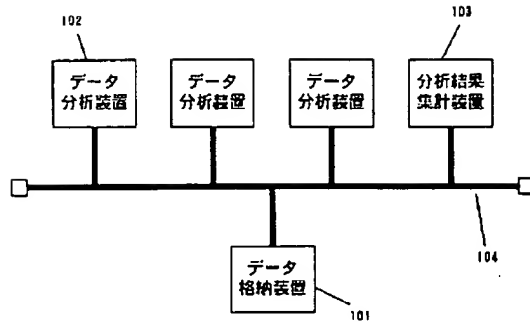 102
103
データ
分析装置
データ
分析装置
データ
分析装置
分析結果
集計装置
104
データ
格納装置
101